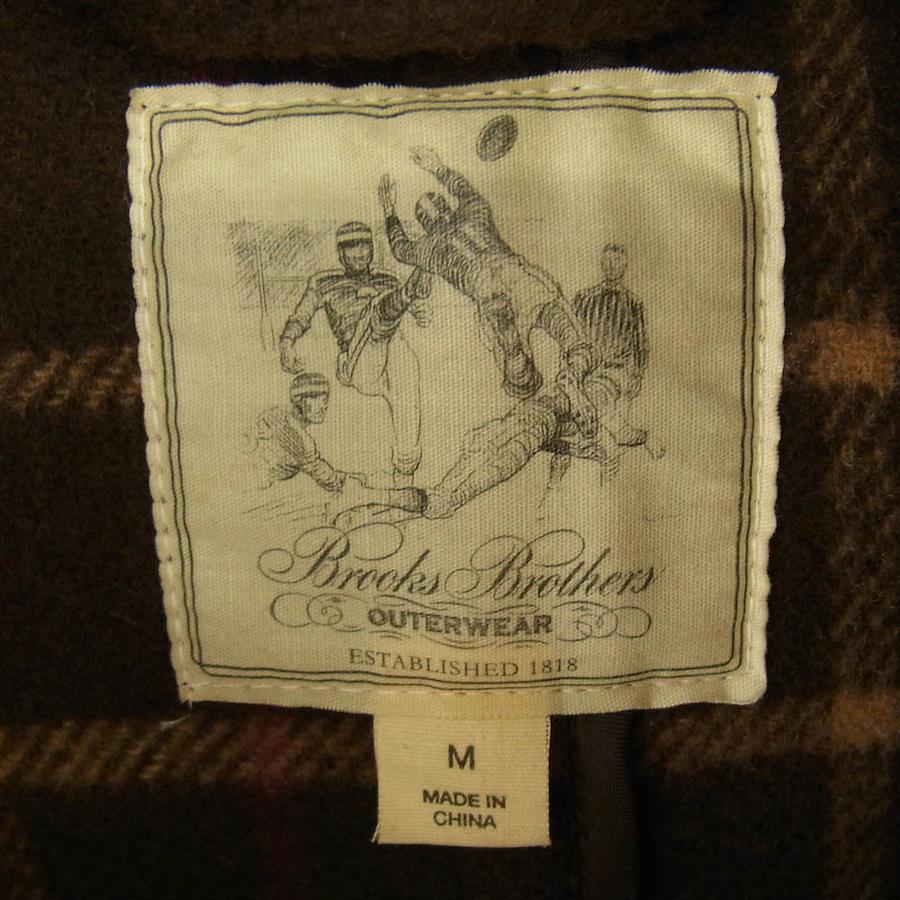 Brooks Brothers
OUTERWEAR
ESTABLISHED 1818
M
MADE IN
CHINA